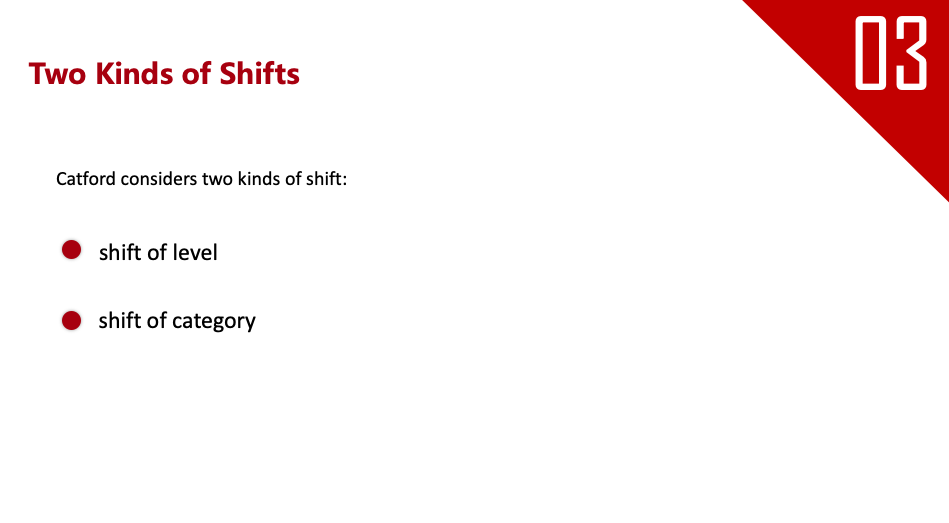 03
Two Kinds of Shifts
Catford considers two kinds of shift:
shift of level
shift of category